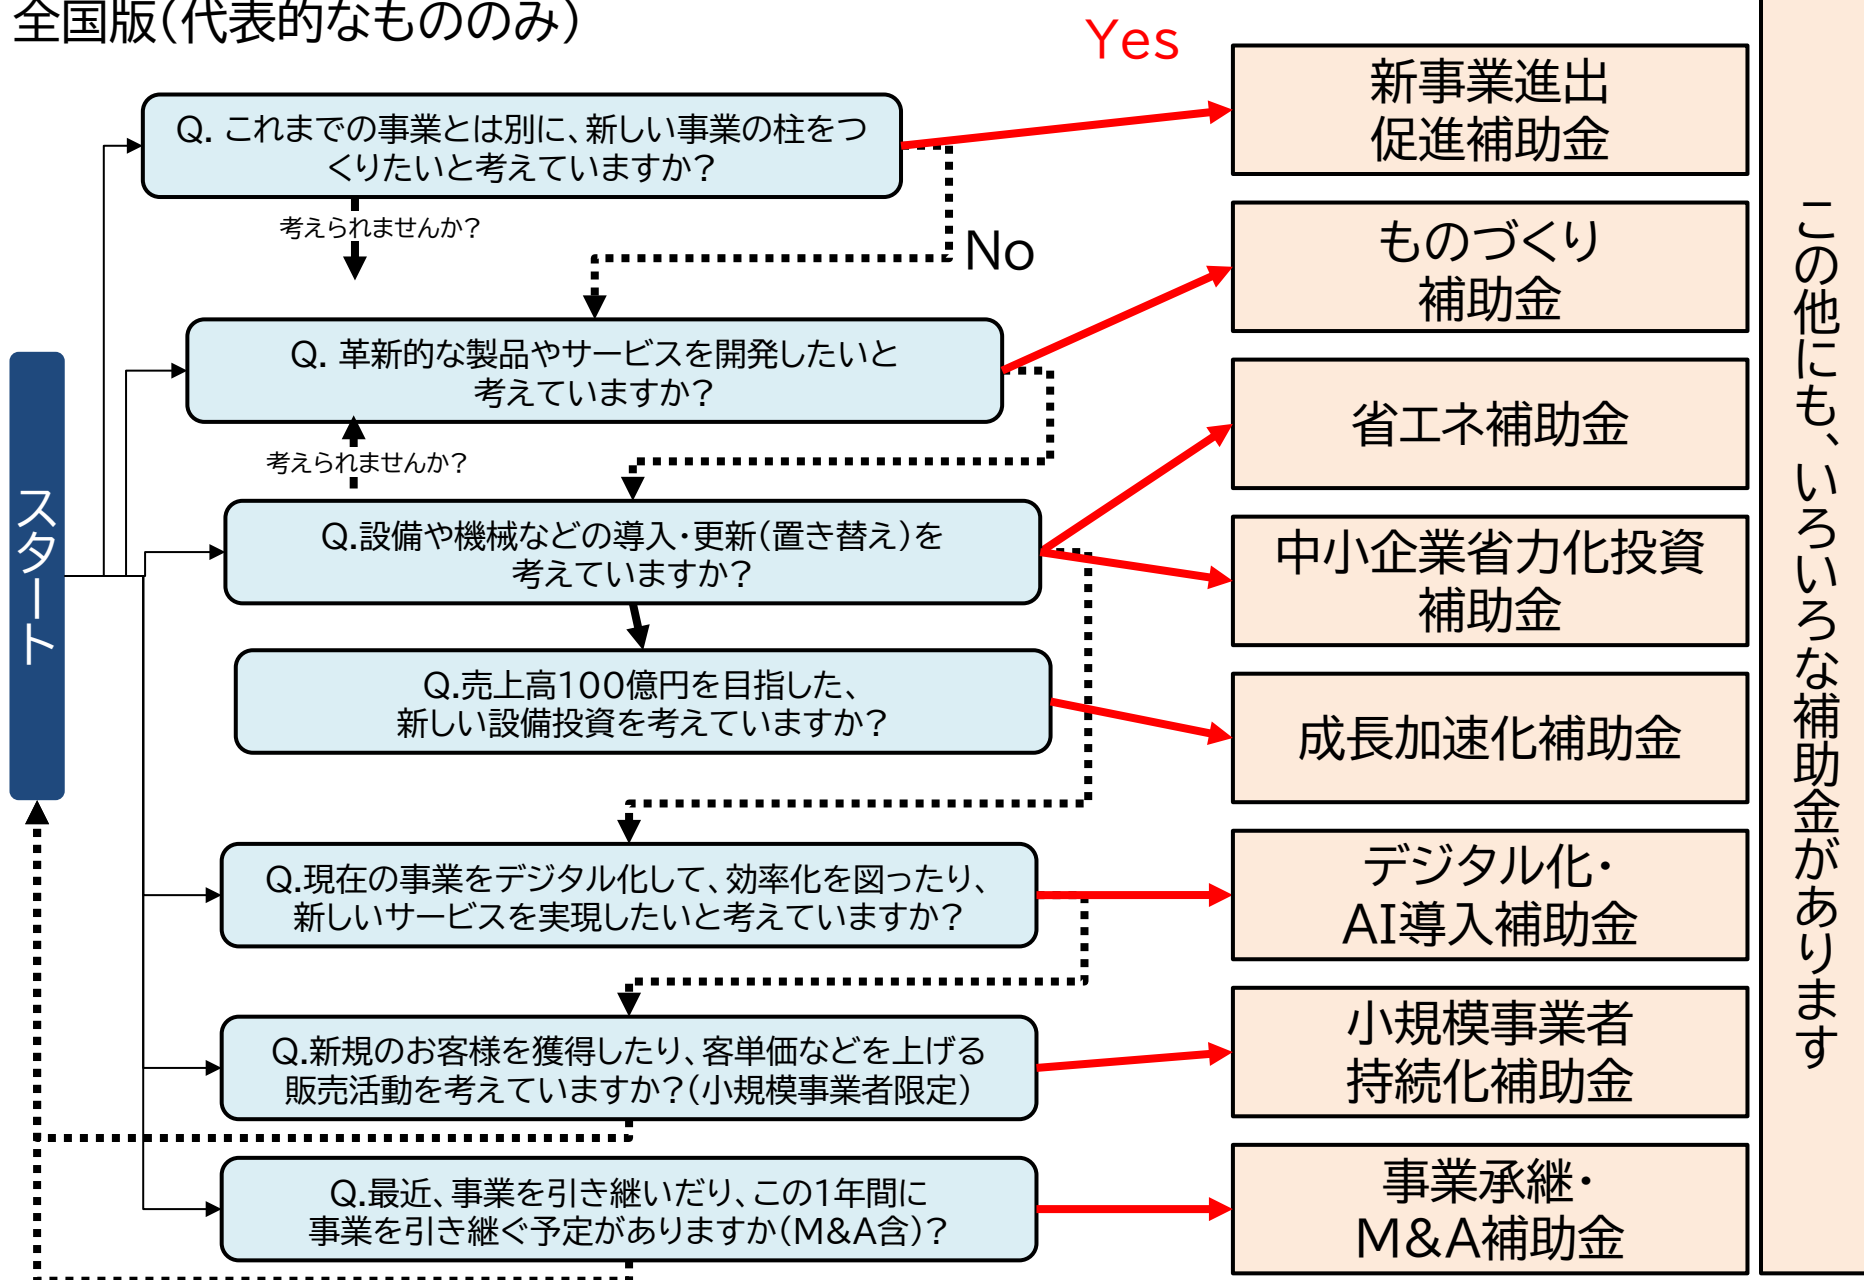 全国版(代表的なもののみ)
Yes
Q. これまでの事業とは別に、新しい事業の柱をつ
くりたいと考えていますか?
新事業進出
促進補助金
考えられませんか?
No
ものづくり
補助金
Q. 革新的な製品やサービスを開発したいと
考えていますか?
考えられませんか?
省エネ補助金
スタート
Q.設備や機械などの導入・更新(置き替え)を
考えていますか?
中小企業省力化投資
補助金
Q.売上高100億円を目指した、
新しい設備投資を考えていますか?
成長加速化補助金
Q.現在の事業をデジタル化して、効率化を図ったり、
新しいサービスを実現したいと考えていますか?
デジタル化・
AI導入補助金
Q.新規のお客様を獲得したり、客単価などを上げる
販売活動を考えていますか?(小規模事業者限定)
小規模事業者
持続化補助金
Q.最近、事業を引き継いだり、この1年間に
事業を引き継ぐ予定がありますか(M&A含)?
事業承継・
M&A補助金
この他にも、いろいろな補助金があります